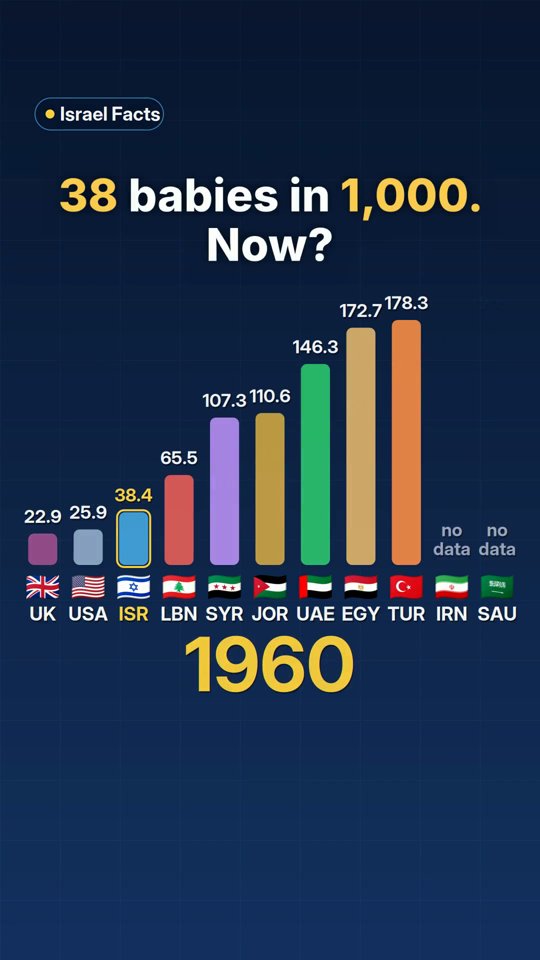 Israel Facts
38 babies in 1,000.
Now?
22.9 25.9 38.4 65.5 107.3 110.6 146.3 172.7 178.3 no data no data
UK USA ISR LBN SYR JOR UAE EGY TUR IRN SAU
1960